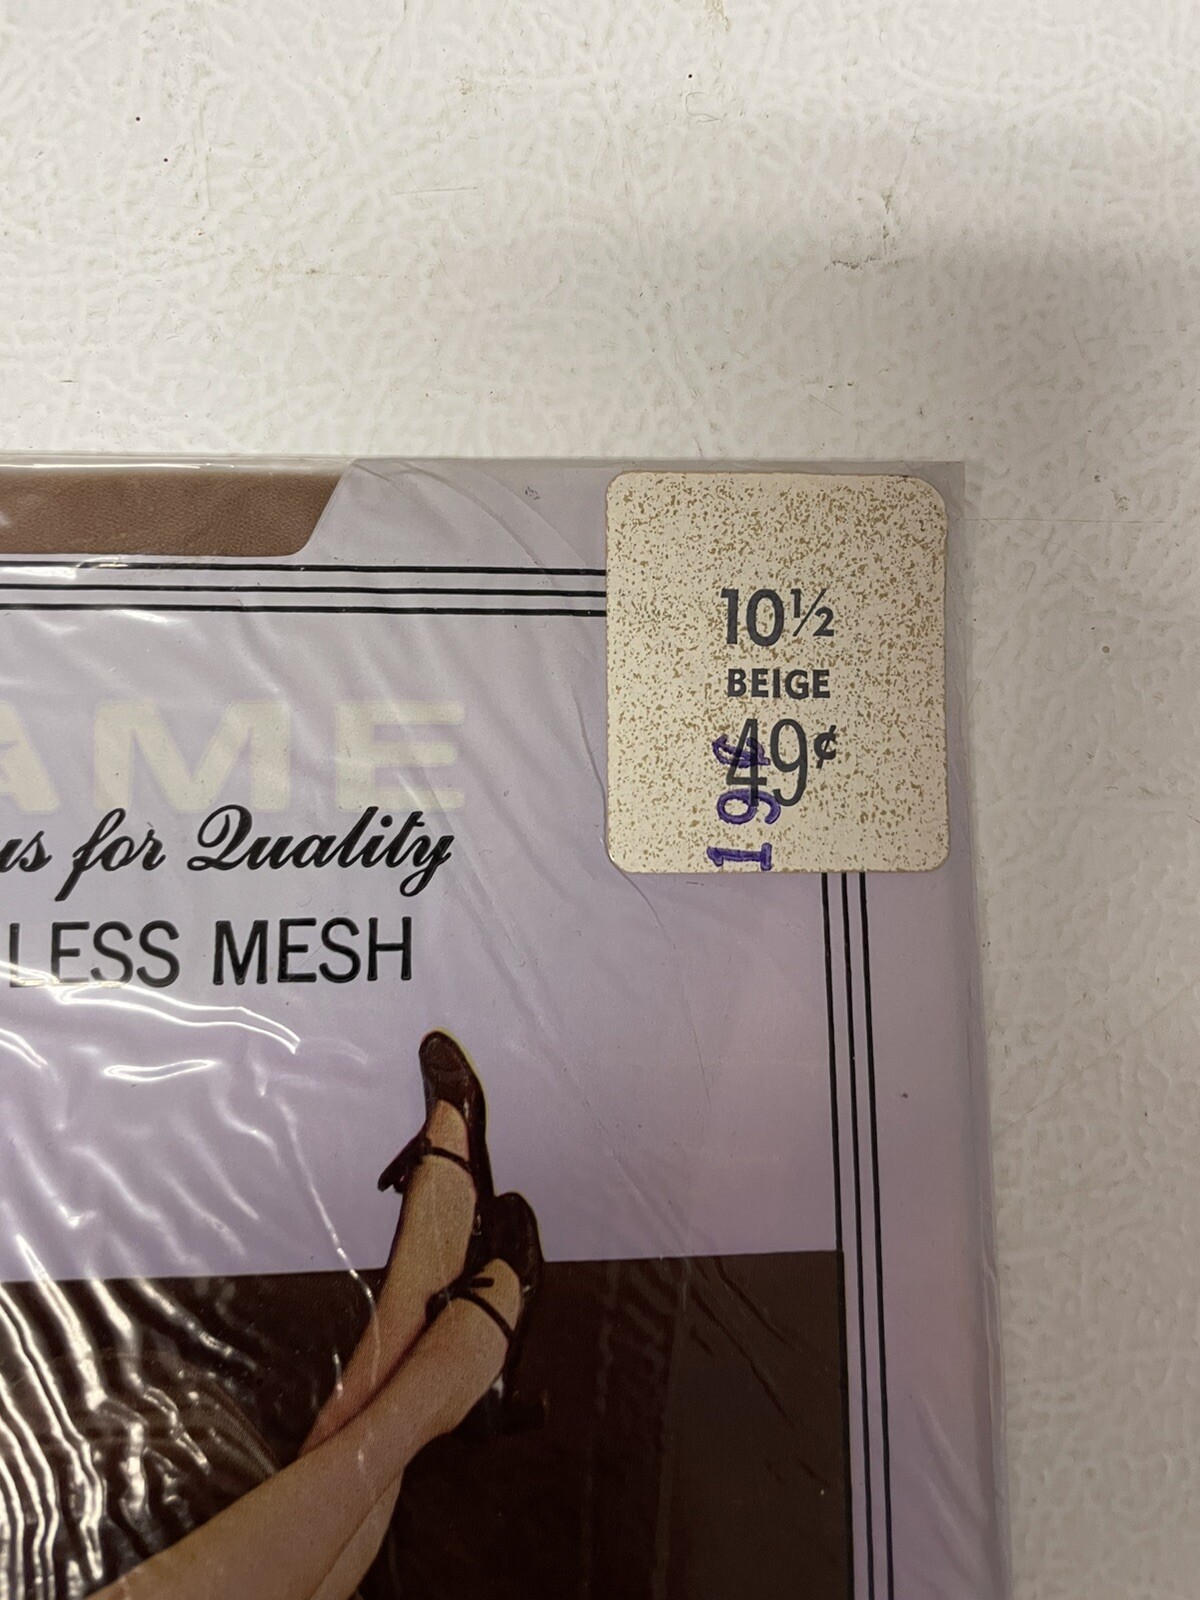 10½
BEIGE
49¢
19¢
AME
us for Quality
LESS MESH